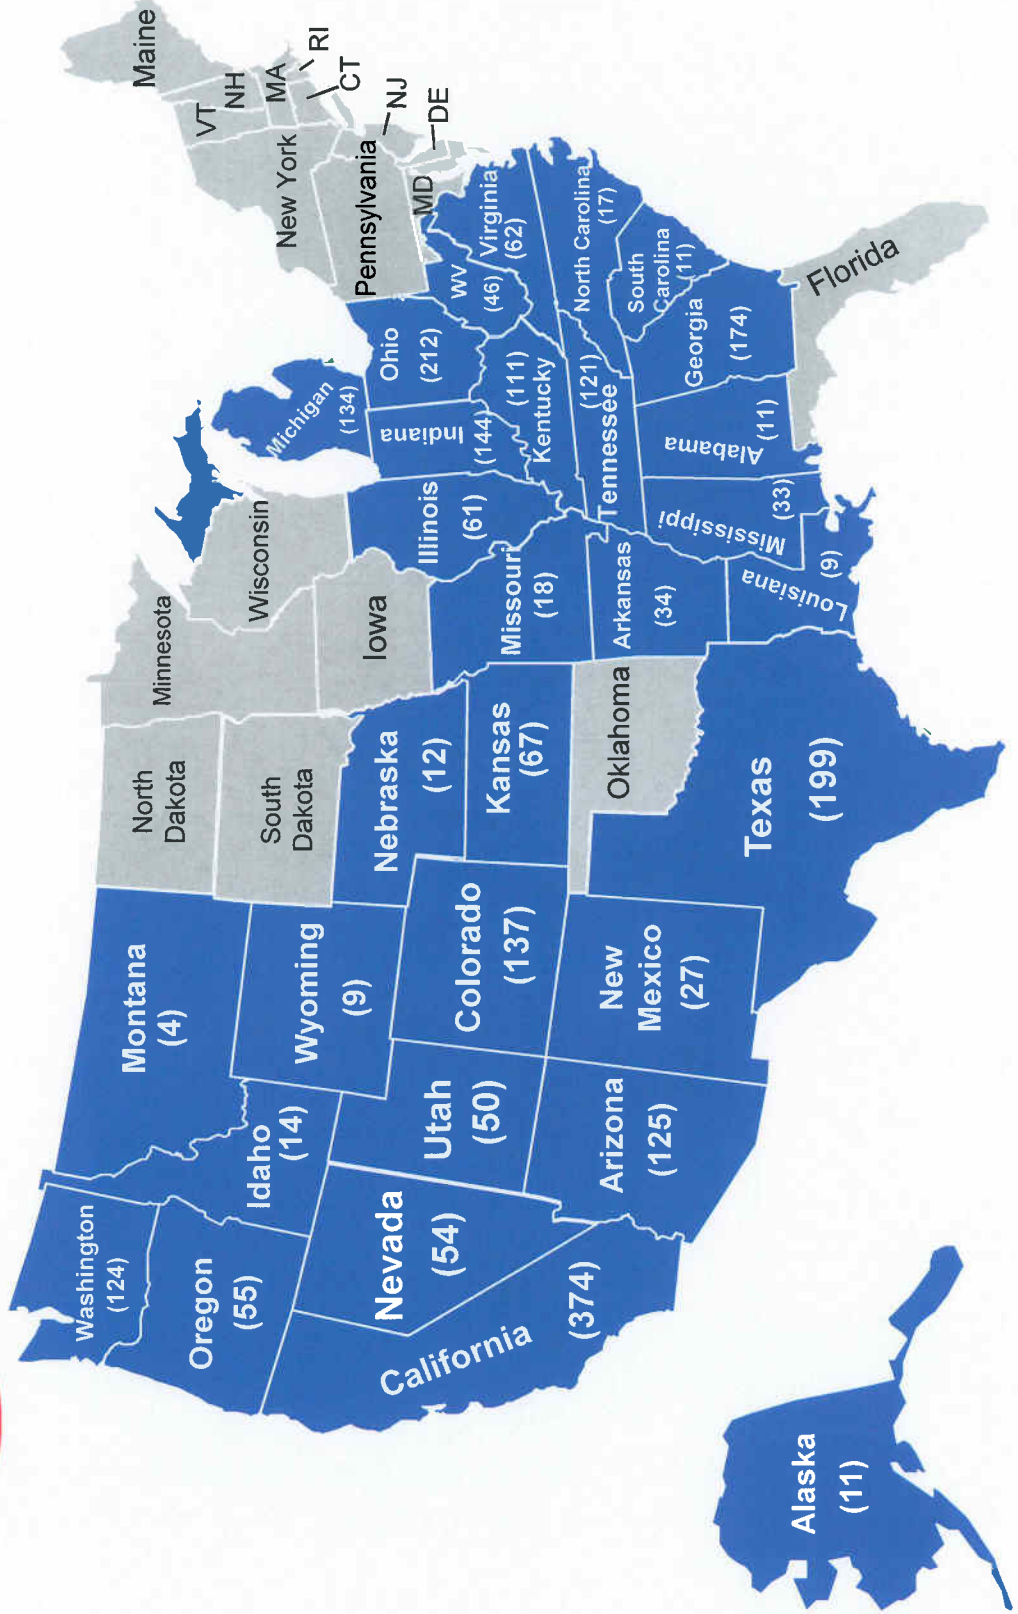 Washington
(124)
Oregon
(55)
California
(374)
Nevada
(54)
Idaho
(14)
Montana
(4)
Wyoming
(9)
Utah
(50)
Arizona
(125)
Colorado
(137)
New
Mexico
(27)
North
Dakota
South
Dakota
Nebraska
(12)
Kansas
(67)
Oklahoma
Texas
(199)
Minnesota
Iowa
Missouri
(18)
Arkansas
(34)
Louisiana
(9)
Wisconsin
Illinois
(61)
Michigan
(134)
Indiana
(144)
Ohio
(212)
Kentucky
(111)
Tennessee
(121)
Mississippi
(33)
Alabama
(11)
Georgia
(174)
Florida
South
Carolina
(11)
North Carolina
(17)
Virginia
(62)
WV
(46)
MD
DE
Pennsylvania
NJ
New York
CT
RI
MA
VT
NH
Maine
Alaska
(11)